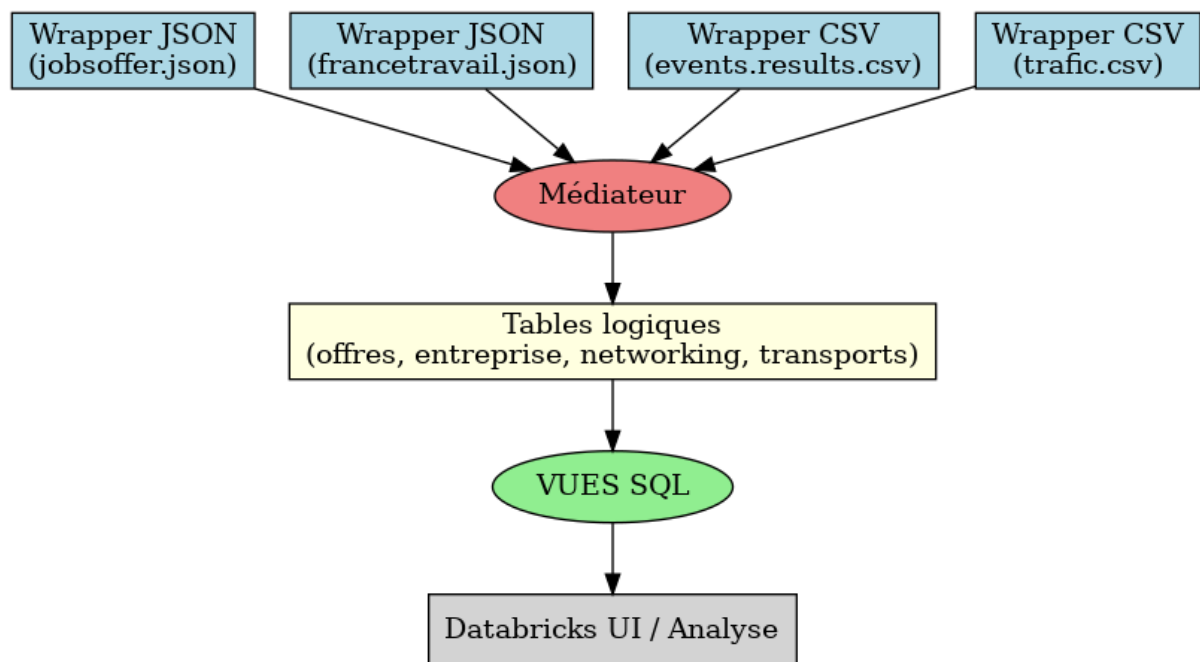 Wrapper JSON
(jobsoffer.json)
Wrapper JSON
(francetravail.json)
Wrapper CSV
(events.results.csv)
Wrapper CSV
(trafic.csv)
Médiateur
Tables logiques
(offres, entreprise, networking, transports)
VUES SQL
Databricks UI / Analyse